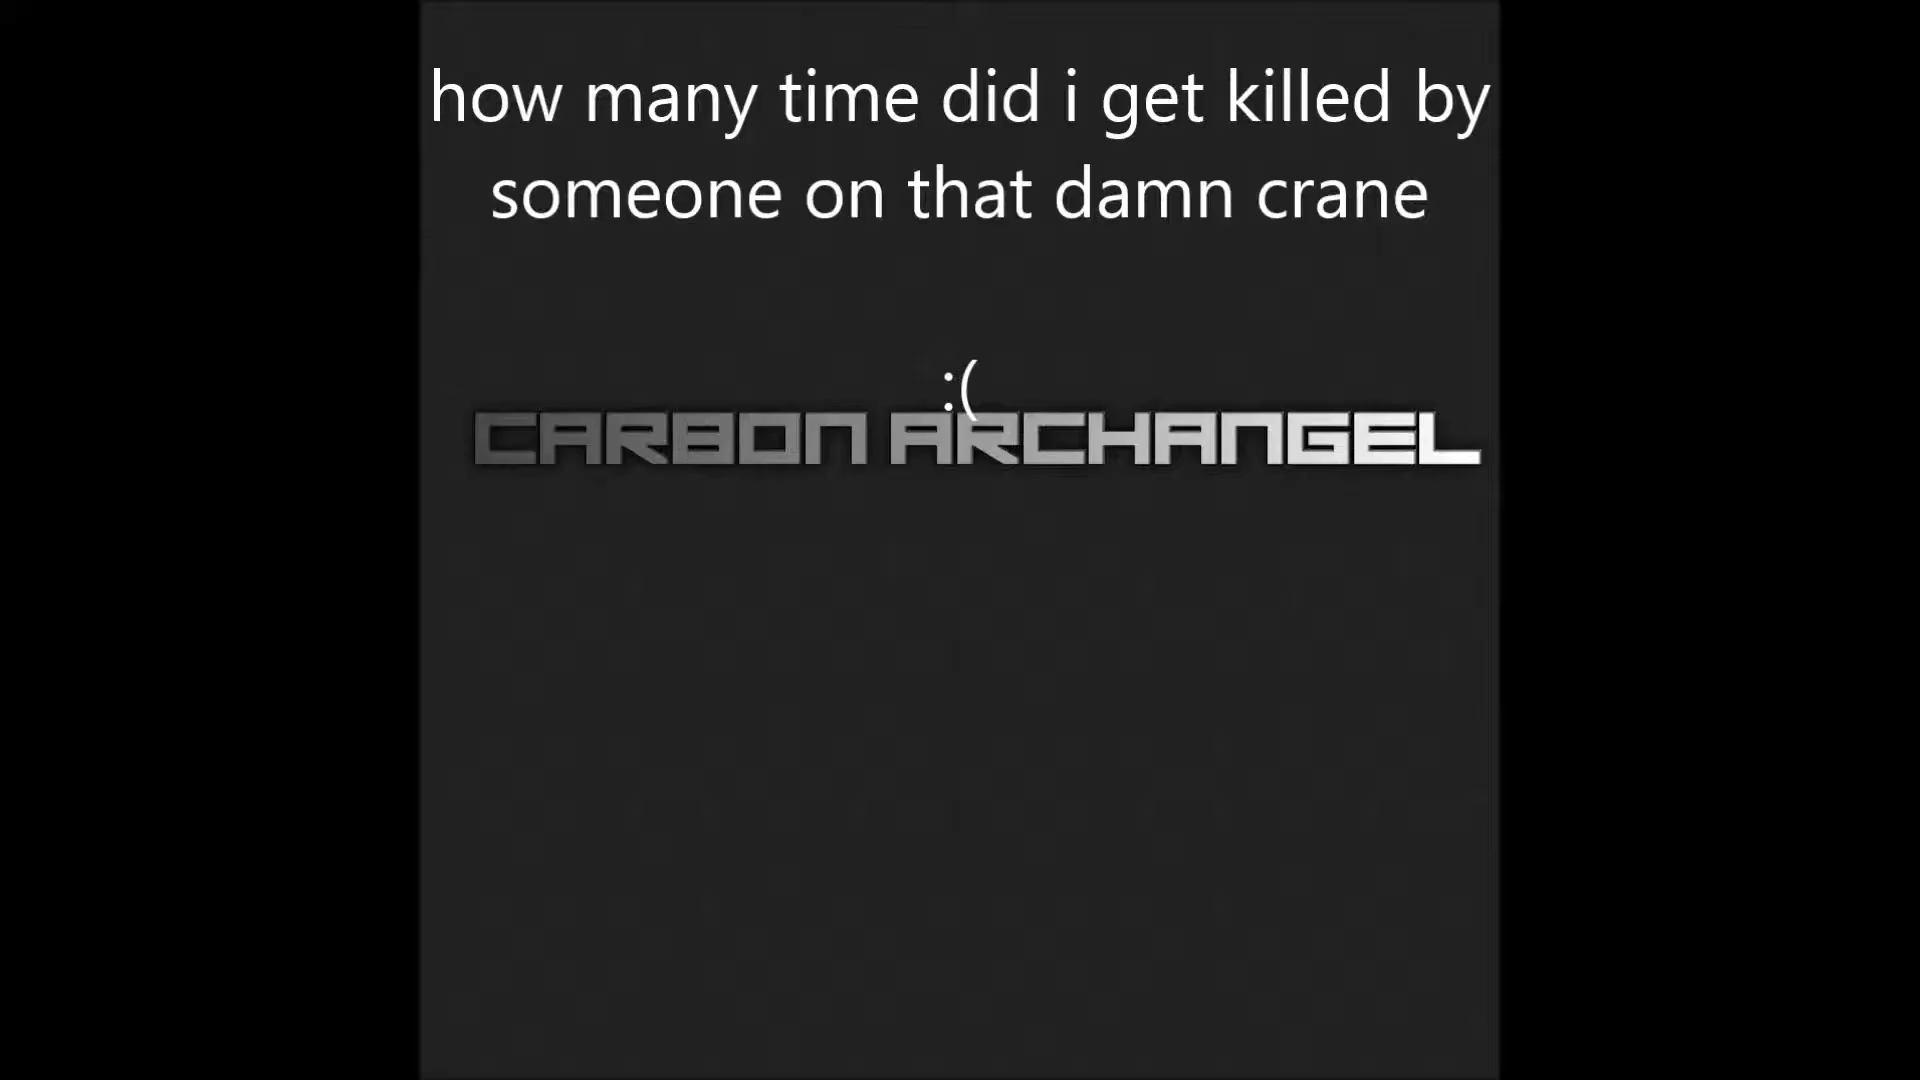 how many time did i get killed by
someone on that damn crane
:(
CARBON ARCHANGEL